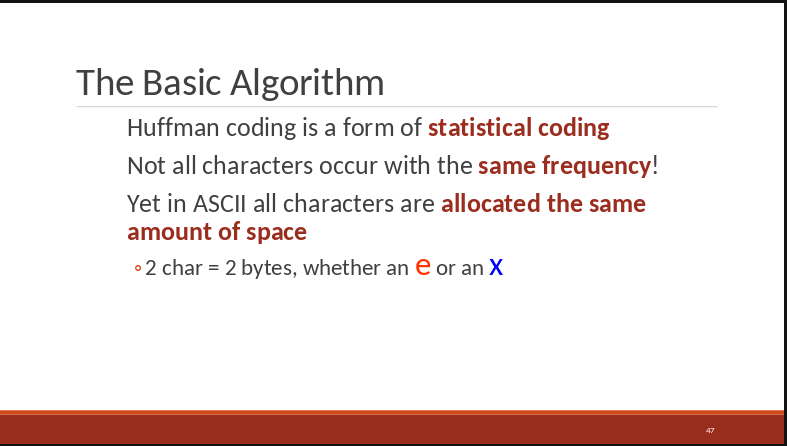 The Basic Algorithm
Huffman coding is a form of statistical coding
Not all characters occur with the same frequency!
Yet in ASCII all characters are allocated the same
amount of space
∘2 char = 2 bytes, whether an e or an x
47